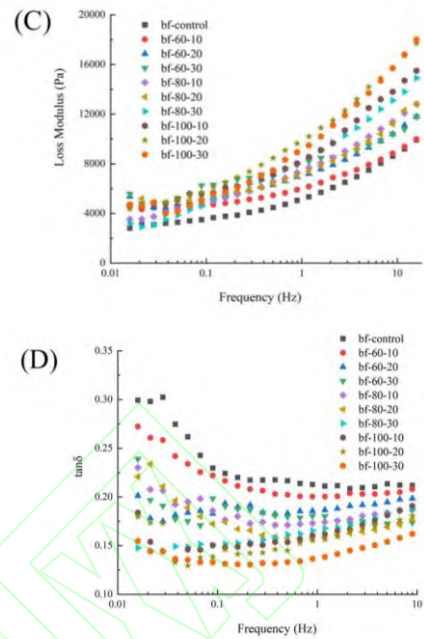 (C)
20000
16000
12000
8000
4000
0
Loss Modulus (Pa)
bf-control
bf-60-10
bf-60-20
bf-60-30
bf-80-10
bf-80-20
bf-80-30
bf-100-10
bf-100-20
bf-100-30
0.01
0.1
1
10
Frequency (Hz)
(D)
0.35
0.30
0.25
0.20
0.15
0.10
tanδ
bf-control
bf-60-10
bf-60-20
bf-60-30
bf-80-10
bf-80-20
bf-80-30
bf-100-10
bf-100-20
bf-100-30
0.01
0.1
1
10
Frequency (Hz)